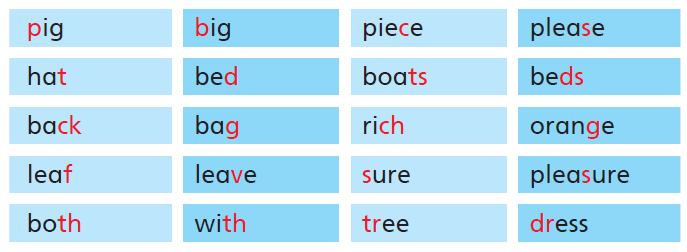 pig big piece please
hat bed boats beds
back bag rich orange
leaf leave sure pleasure
both with tree dress